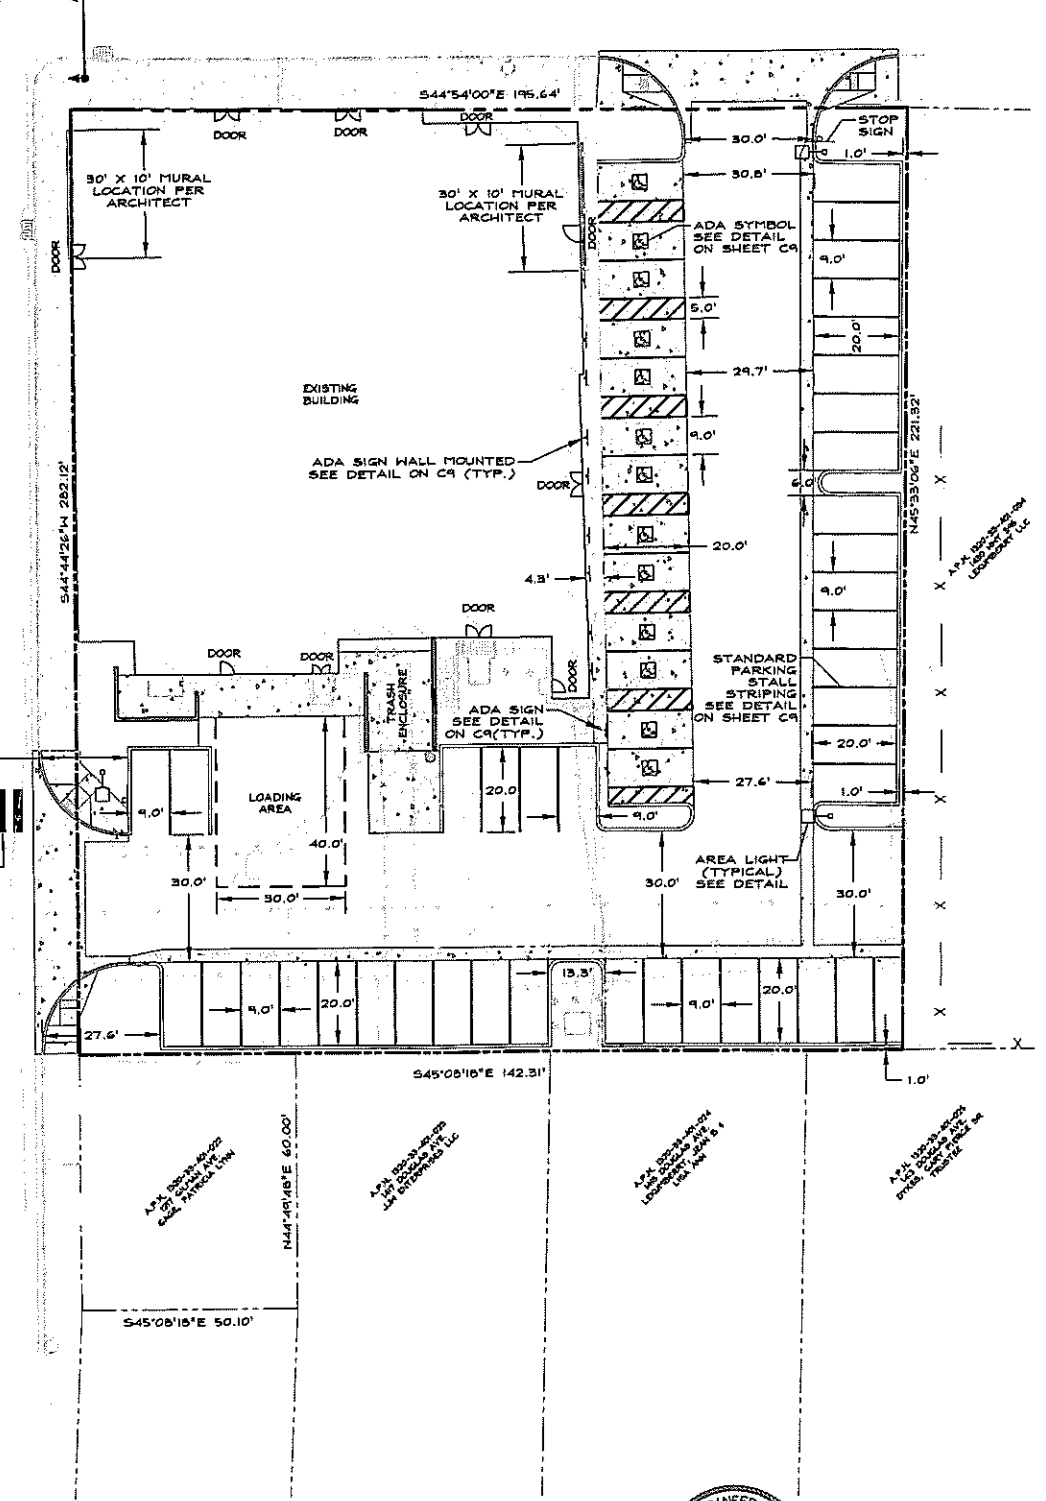 S44°54'00"E 195.64'
DOOR
DOOR
DOOR
STOP
SIGN
30.0'
1.0'
30' X 10' MURAL
LOCATION PER
ARCHITECT
30' X 10' MURAL
LOCATION PER
ARCHITECT
30.8'
DOOR
DOOR
ADA SYMBOL
SEE DETAIL
ON SHEET C9
9.0'
5.0'
20.0'
29.7'
EXISTING
BUILDING
9.0'
N45°33'06"E 221.32'
ADA SIGN WALL MOUNTED
SEE DETAIL ON C9 (TYP.)
DOOR
6.0'
S44°44'26"W 282.12'
20.0'
4.3'
9.0'
DOOR
DOOR
DOOR
DOOR
TRASH
ENCLOSURE
STANDARD
PARKING
STALL
STRIPING
SEE DETAIL
ON SHEET C9
ADA SIGN
SEE DETAIL
ON C9(TYP.)
20.0'
27.6'
1.0'
20.0
LOADING
AREA
9.0'
9.0'
40.0'
AREA LIGHT
(TYPICAL)
SEE DETAIL
30.0'
30.0'
30.0'
30.0'
13.3'
9.0'
20.0'
9.0'
20.0'
27.6'
S45°08'18"E 142.31'
1.0'
N44°49'48"E 60.00'
S45°08'18"E 50.10'
X
X
X
X
X
X
X